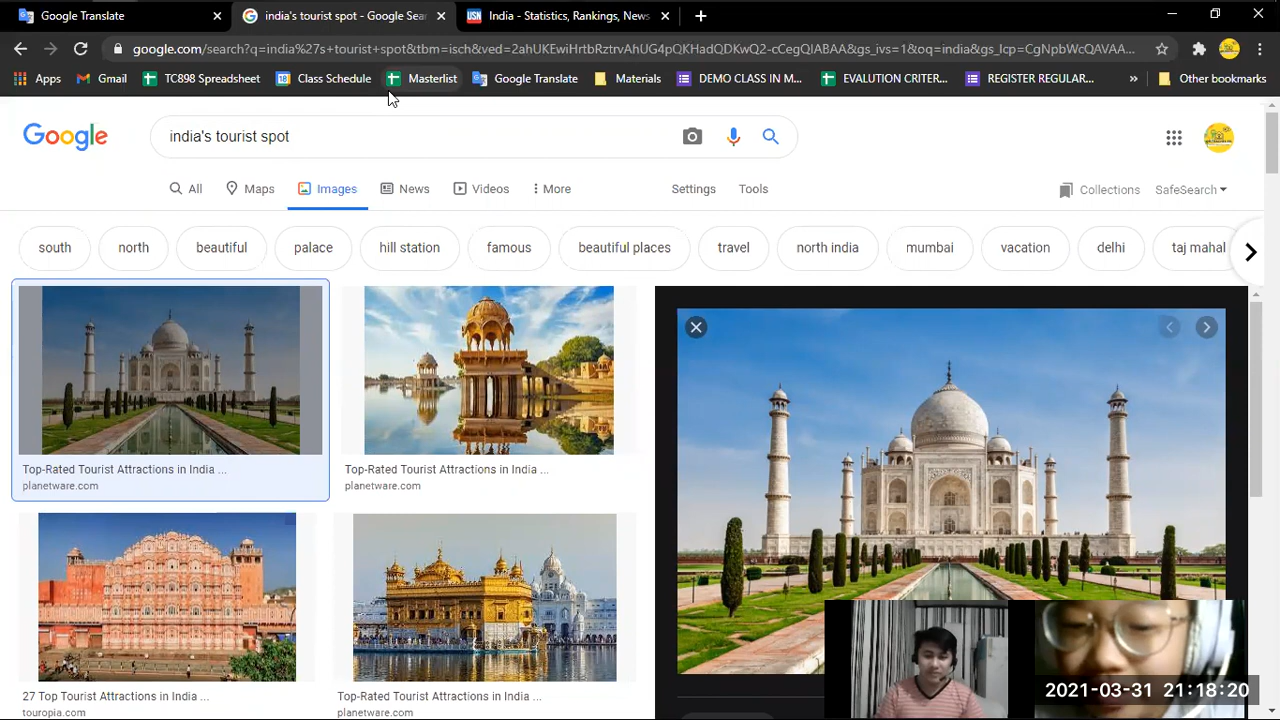 Google Translate
india's tourist spot - Google Sea
India - Statistics, Rankings, News
google.com/search?q=india%27s+tourist+spot&tbm=isch&ved=2ahUKEwiHrtbRztrvAhUG4pQKHadQDKwQ2-cCegQIABAA&gs_ivs=1&oq=india&gs_lcp=CgNpbWcQAVAA...
Apps
Gmail
TC898 Spreadsheet
Class Schedule
Masterlist
Google Translate
Materials
DEMO CLASS IN M...
EVALUTION CRITER...
REGISTER REGULAR...
Other bookmarks
Google
india's tourist spot
All
Maps
Images
News
Videos
More
Settings
Tools
Collections
SafeSearch
south
north
beautiful
palace
hill station
famous
beautiful places
travel
north india
mumbai
vacation
delhi
taj mahal
Top-Rated Tourist Attractions in India ...
planetware.com
Top-Rated Tourist Attractions in India ...
planetware.com
27 Top Tourist Attractions in India ...
touropia.com
Top-Rated Tourist Attractions in India ...
planetware.com
2021-03-31 21:18:20